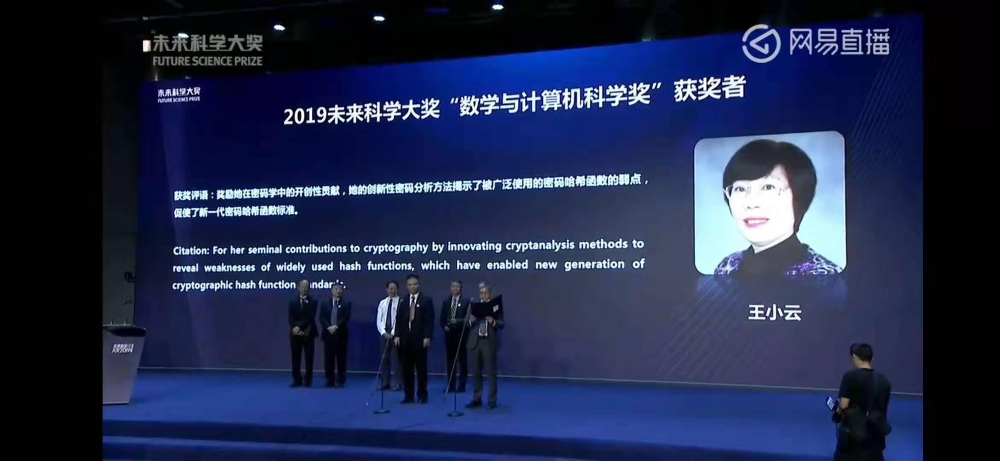 未来科学大奖
FUTURE SCIENCE PRIZE
网易直播
未来科学大奖
FUTURE SCIENCE PRIZE
2019未来科学大奖“数学与计算机科学奖”获奖者
获奖评语：奖励她在密码学中的开创性贡献，她的创新性密码分析方法揭示了被广泛使用的密码哈希函数的弱点，
促使了新一代密码哈希函数标准。
Citation: For her seminal contributions to cryptography by innovating cryptanalysis methods to
reveal weaknesses of widely used hash functions, which have enabled new generation of
cryptographic hash function
王小云